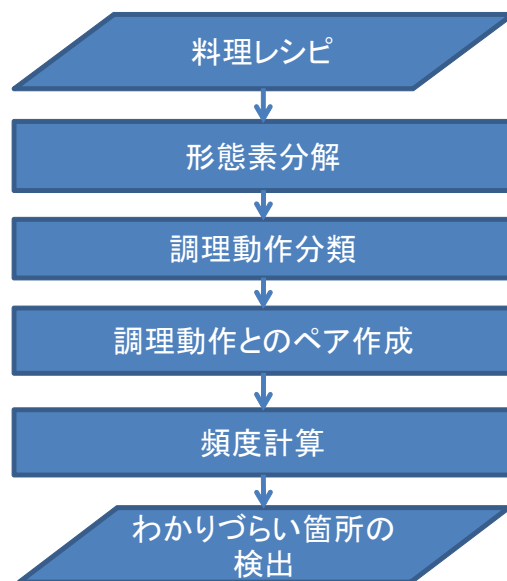 料理レシピ
形態素分解
調理動作分類
調理動作とのペア作成
頻度計算
わかりづらい箇所の
検出